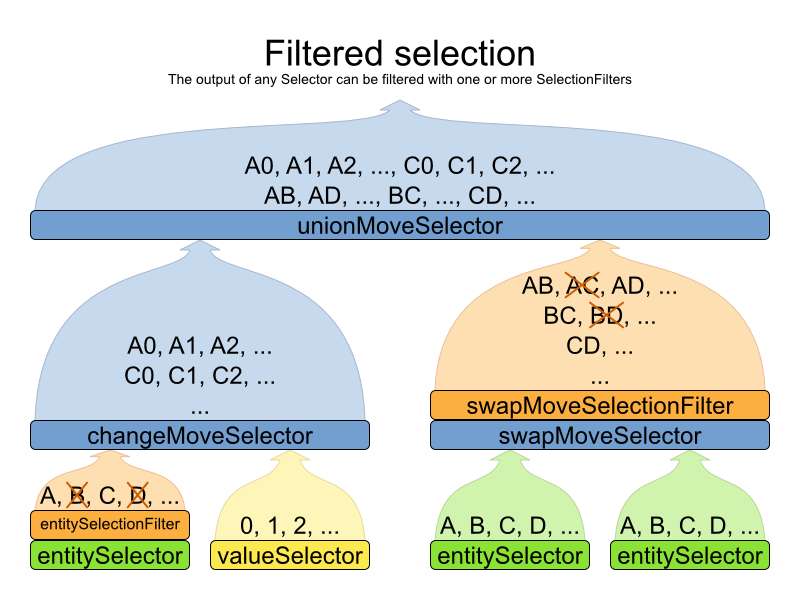 Filtered selection
The output of any Selector can be filtered with one or more SelectionFilters
A0, A1, A2, ..., C0, C1, C2, ...
AB, AD, ..., BC, ..., CD, ...
unionMoveSelector
A0, A1, A2, ...
C0, C1, C2, ...
...
changeMoveSelector
AB, AC, AD, ...
BC, BD, ...
CD, ...
...
swapMoveSelectionFilter
swapMoveSelector
A, B, C, D, ...
entitySelectionFilter
entitySelector
0, 1, 2, ...
valueSelector
A, B, C, D, ...
entitySelector
A, B, C, D, ...
entitySelector